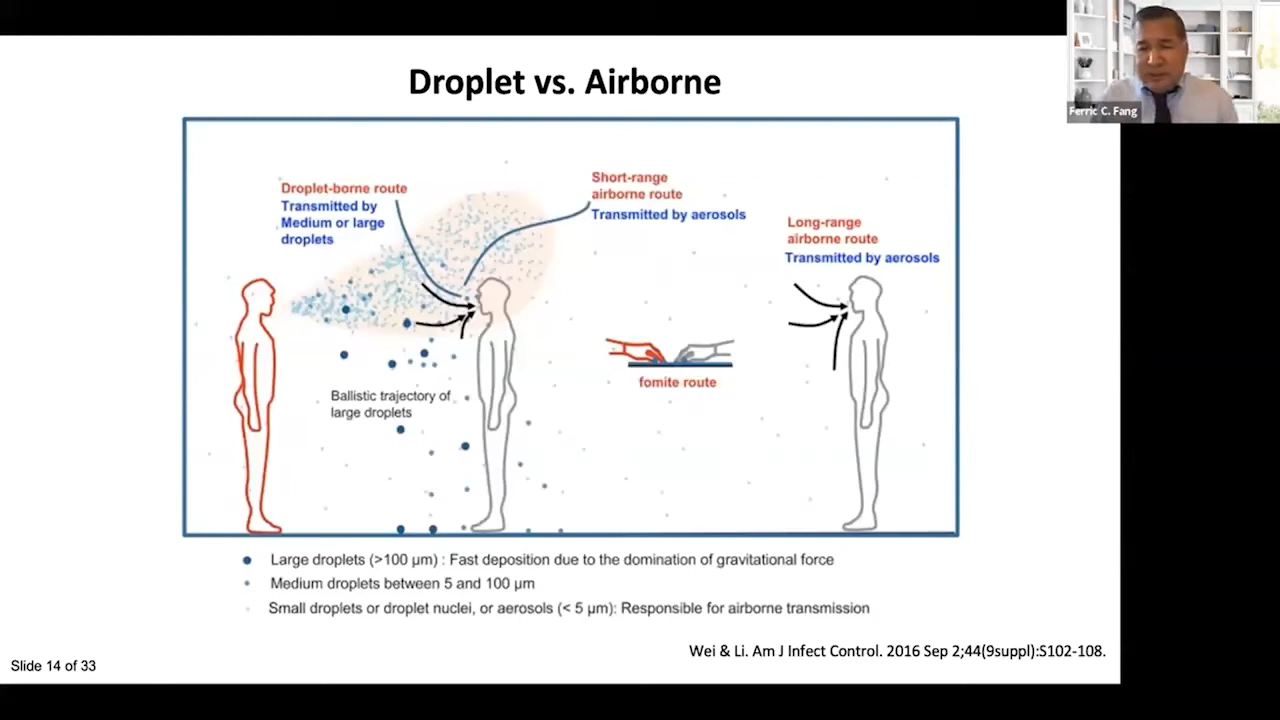 Droplet vs. Airborne
Ferric C. Fang
Droplet-borne route
Transmitted by
Medium or large
droplets
Short-range
airborne route
Transmitted by aerosols
Long-range
airborne route
Transmitted by aerosols
fomite route
Ballistic trajectory of
large droplets
Large droplets (>100 µm) : Fast deposition due to the domination of gravitational force
Medium droplets between 5 and 100 µm
Small droplets or droplet nuclei, or aerosols (< 5 µm): Responsible for airborne transmission
Wei & Li. Am J Infect Control. 2016 Sep 2;44(9suppl):S102-108.
Slide 14 of 33